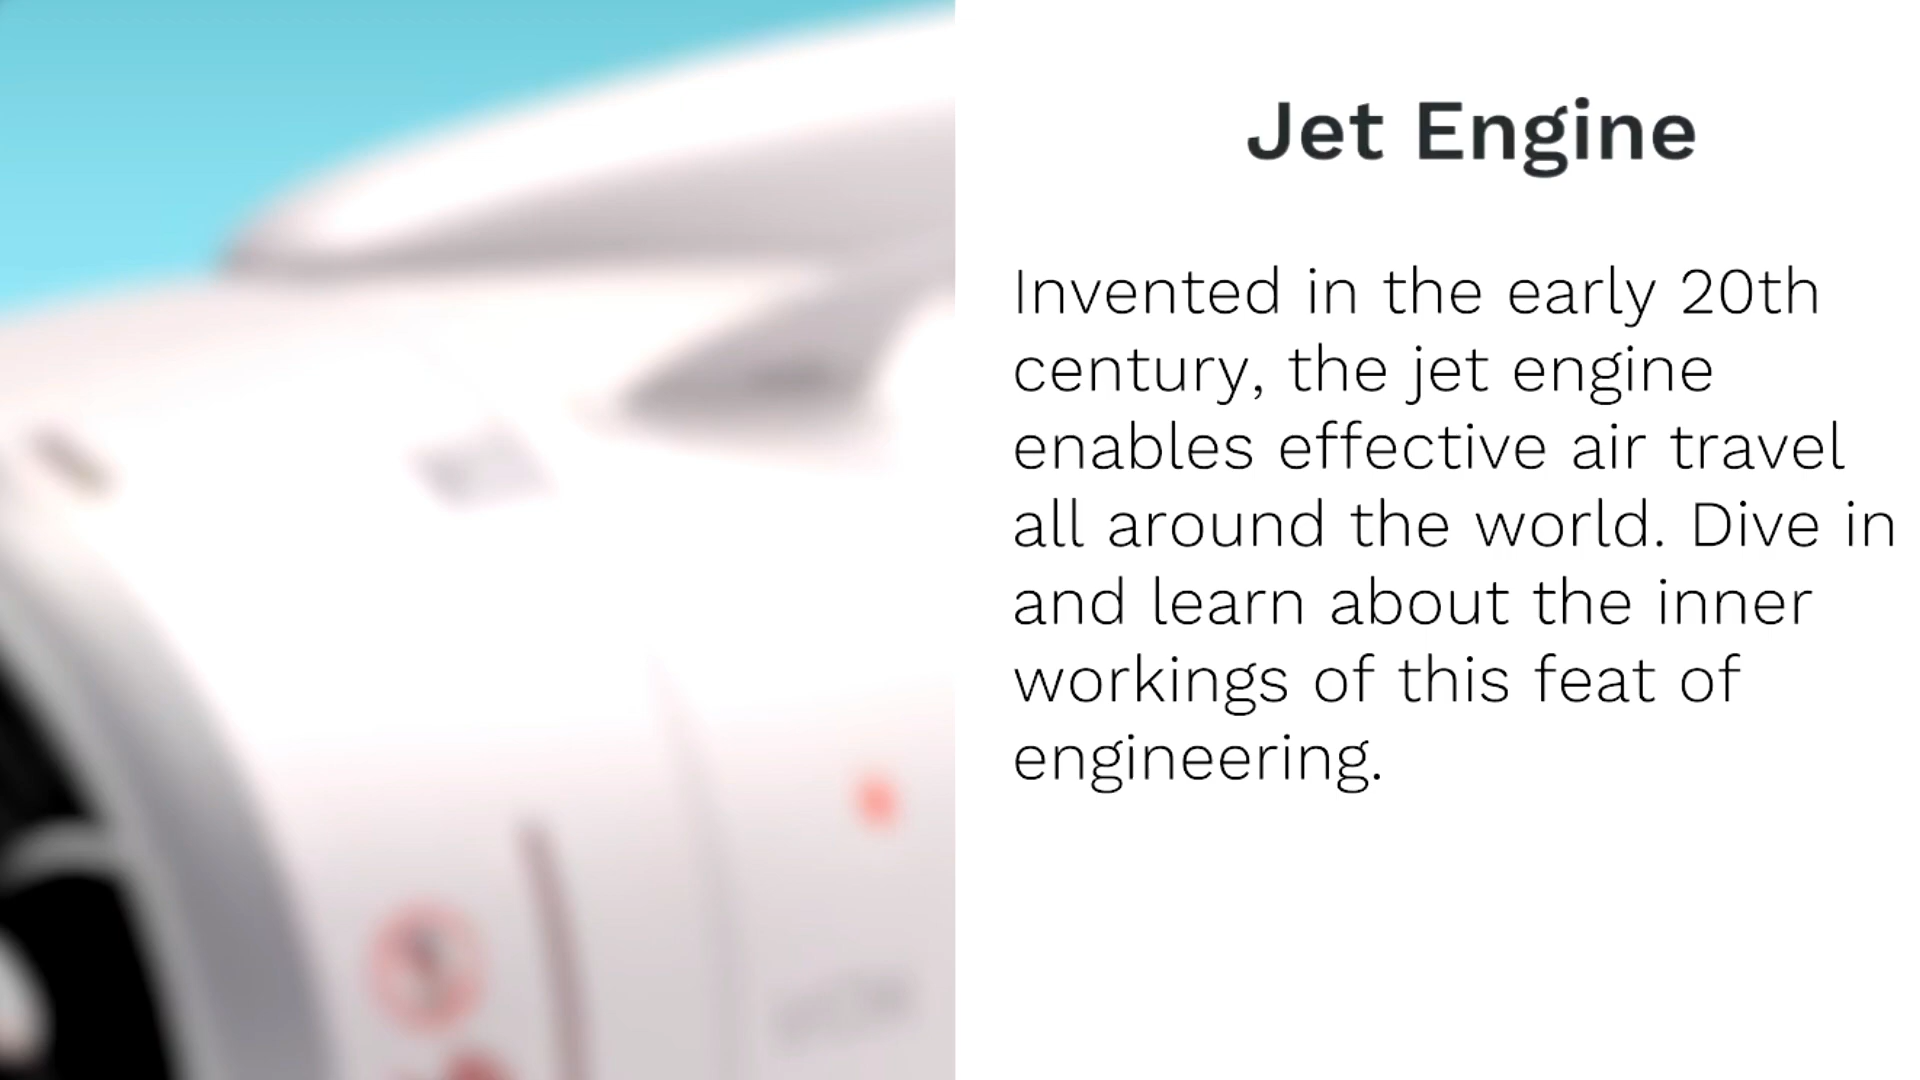 Jet Engine
Invented in the early 20th
century, the jet engine
enables effective air travel
all around the world. Dive in
and learn about the inner
workings of this feat of
engineering.